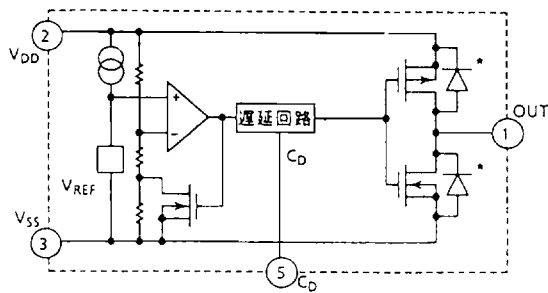 2
VDD
+
-
遅延回路
*
OUT
1
CD
VREF
*
VSS
3
5
CD